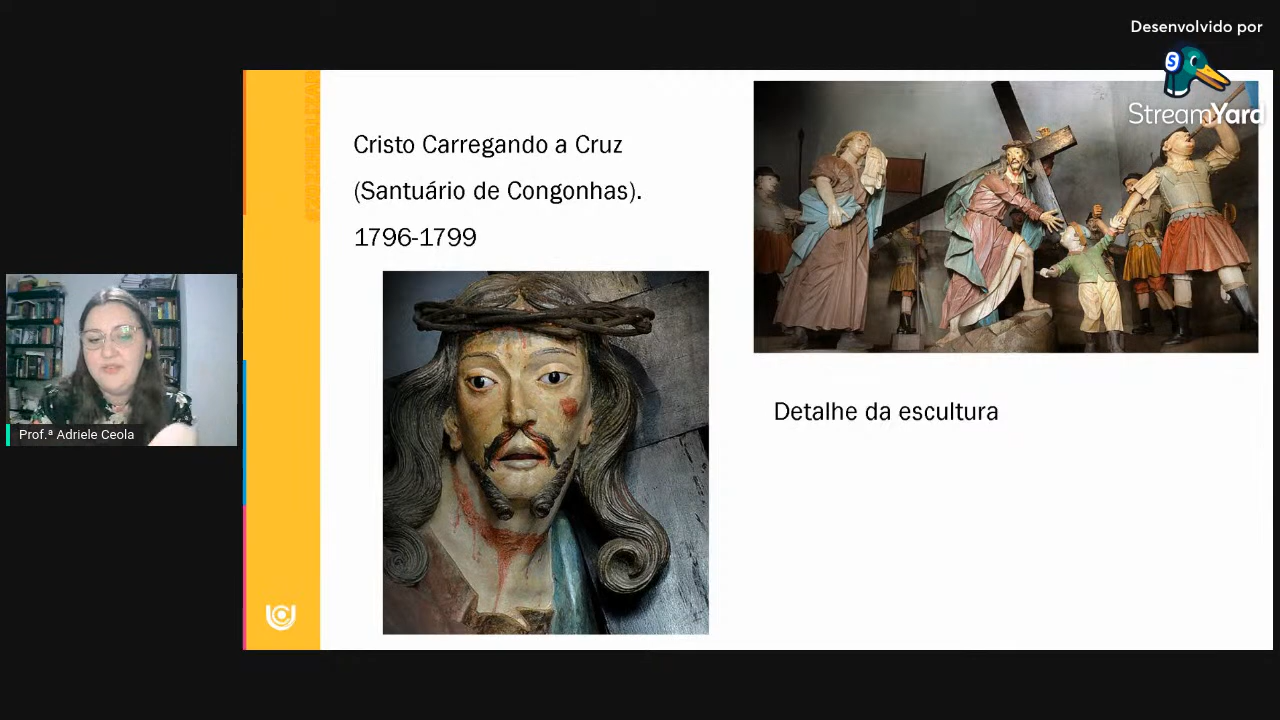 Desenvolvido por
StreamYard
Cristo Carregando a Cruz
(Santuário de Congonhas).
1796-1799
Detalhe da escultura
Prof.ª Adriele Ceola